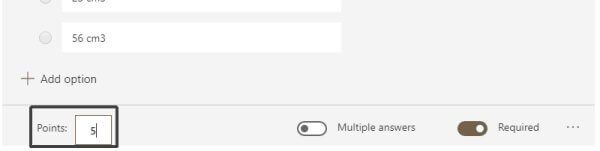 56 cm3
Add option
Points: 5
Multiple answers
Required